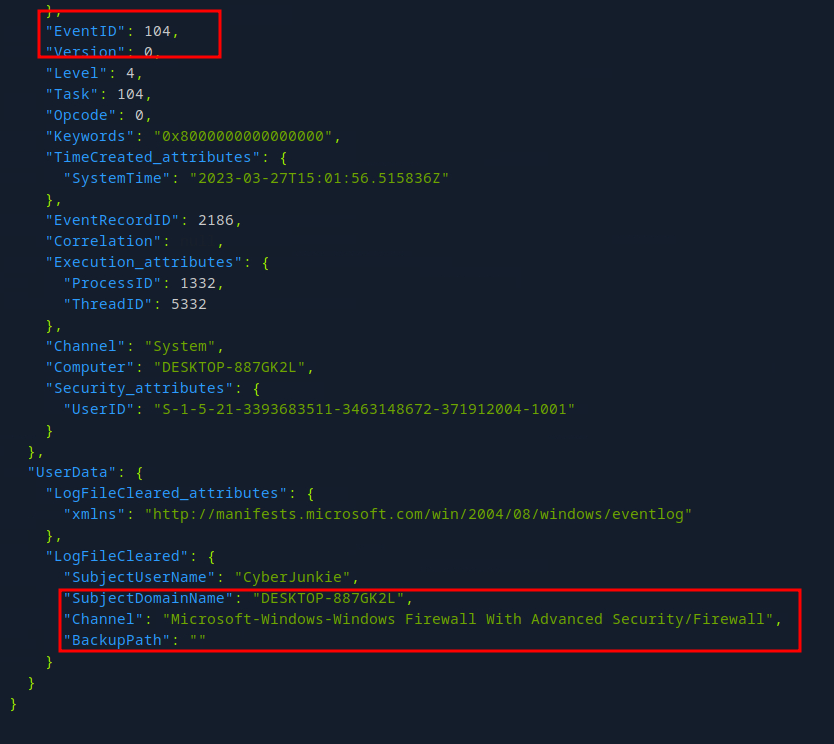 },
"EventID": 104,
"Version": 0,
"Level": 4,
"Task": 104,
"Opcode": 0,
"Keywords": "0x8000000000000000",
"TimeCreated_attributes": {
"SystemTime": "2023-03-27T15:01:56.515836Z"
},
"EventRecordID": 2186,
"Correlation": ,
"Execution_attributes": {
"ProcessID": 1332,
"ThreadID": 5332
},
"Channel": "System",
"Computer": "DESKTOP-887GK2L",
"Security_attributes": {
"UserID": "S-1-5-21-3393683511-3463148672-371912004-1001"
}
},
"UserData": {
"LogFileCleared_attributes": {
"xmlns": "http://manifests.microsoft.com/win/2004/08/windows/eventlog"
},
"LogFileCleared": {
"SubjectUserName": "CyberJunkie",
"SubjectDomainName": "DESKTOP-887GK2L",
"Channel": "Microsoft-Windows-Windows Firewall With Advanced Security/Firewall",
"BackupPath": ""
}
}
}